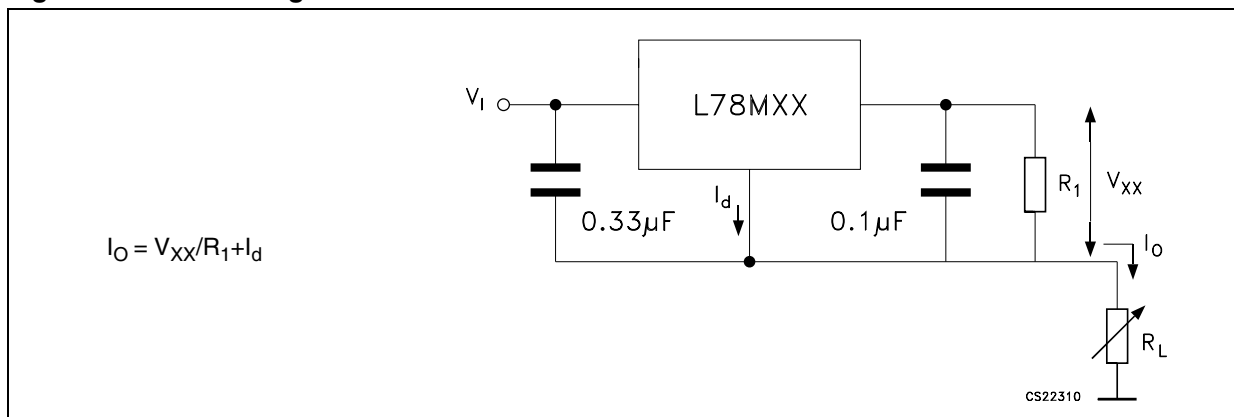 L78MXX
V_I
I_d
0.33µF
0.1µF
R_1
V_XX
I_O
I_O = V_XX/R_1+I_d
R_L
CS22310